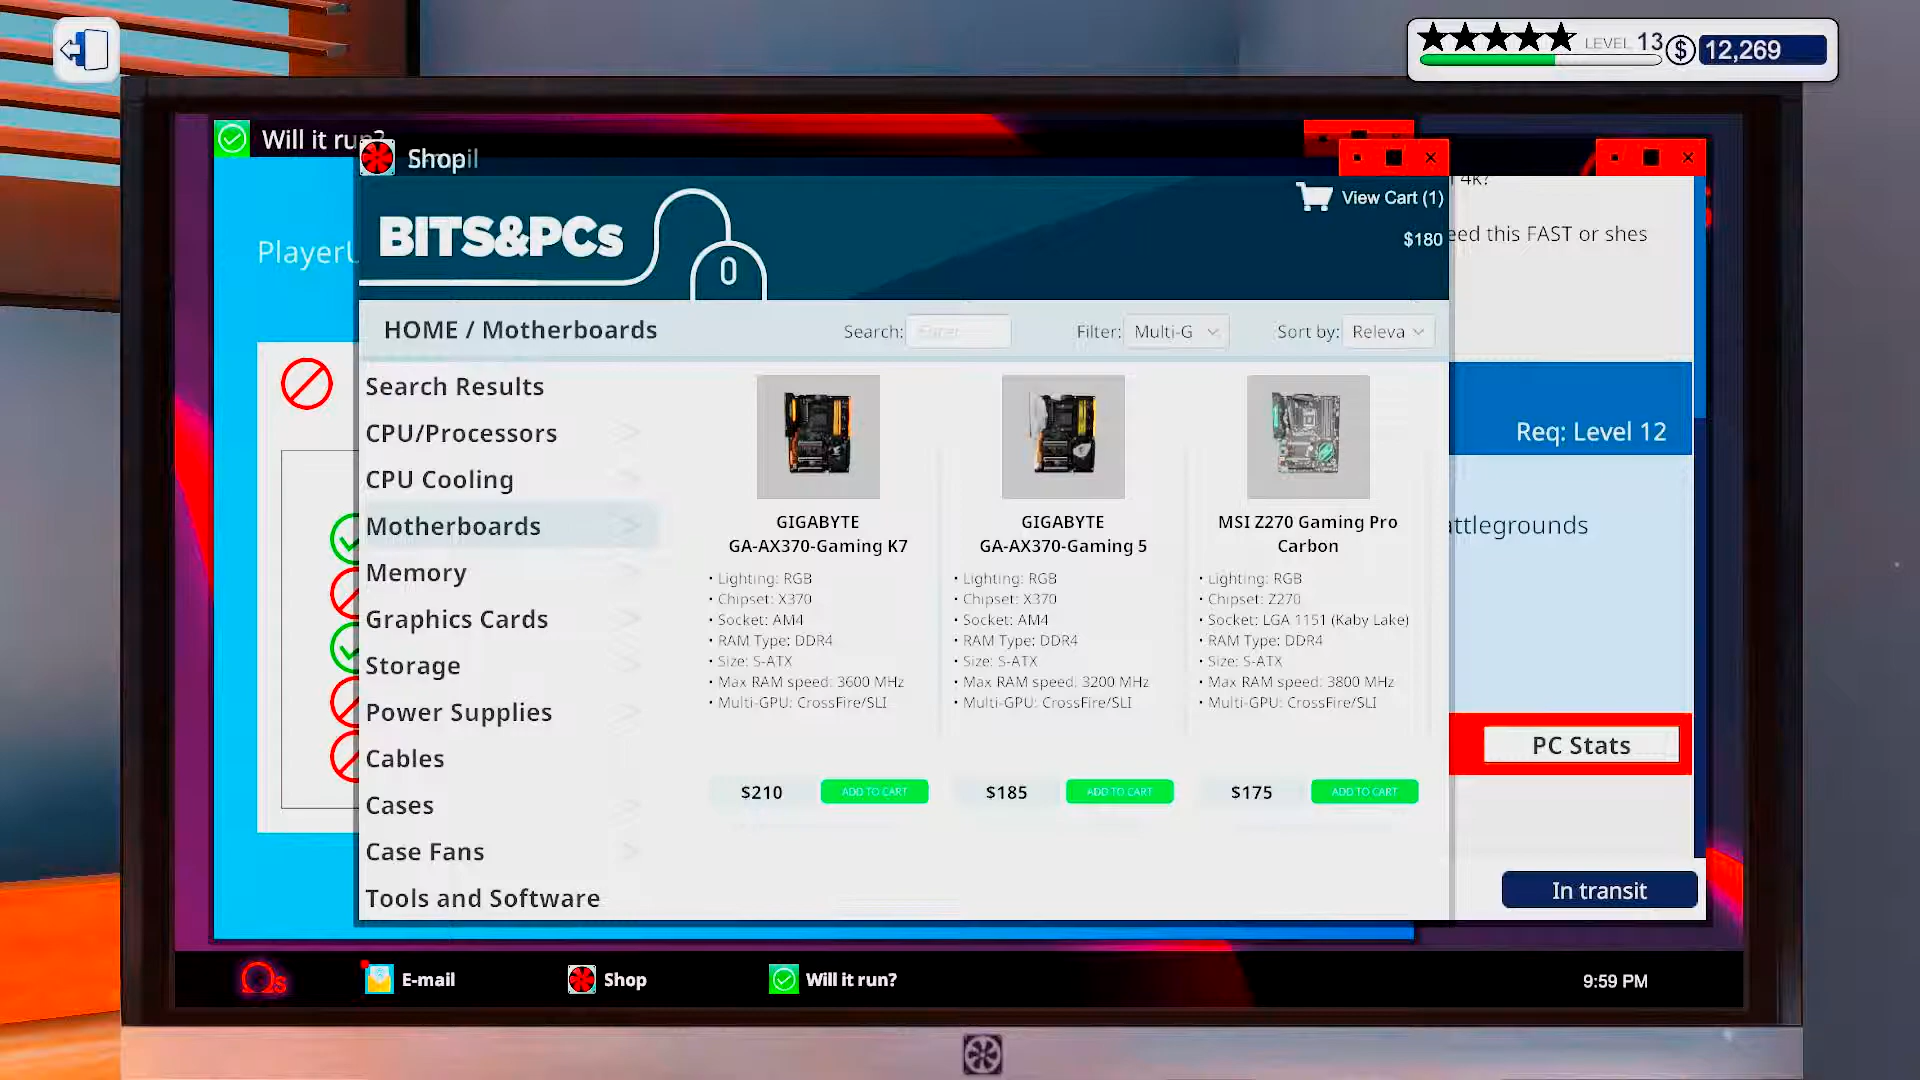 LEVEL 13
$ 12,269
Will it run?
Shop
4k?
View Cart (1)
$180
BITS&PCs
eed this FAST or shes
HOME / Motherboards
Search:
Filter: Multi-G
Sort by: Releva
Search Results
CPU/Processors
CPU Cooling
Motherboards
Memory
Graphics Cards
Storage
Power Supplies
Cables
Cases
Case Fans
Tools and Software
GIGABYTE
GA-AX370-Gaming K7
• Lighting: RGB
• Chipset: X370
• Socket: AM4
• RAM Type: DDR4
• Size: S-ATX
• Max RAM speed: 3600 MHz
• Multi-GPU: CrossFire/SLI
$210
ADD TO CART
GIGABYTE
GA-AX370-Gaming 5
• Lighting: RGB
• Chipset: X370
• Socket: AM4
• RAM Type: DDR4
• Size: S-ATX
• Max RAM speed: 3200 MHz
• Multi-GPU: CrossFire/SLI
$185
ADD TO CART
MSI Z270 Gaming Pro
Carbon
• Lighting: RGB
• Chipset: Z270
• Socket: LGA 1151 (Kaby Lake)
• RAM Type: DDR4
• Size: S-ATX
• Max RAM speed: 3800 MHz
• Multi-GPU: CrossFire/SLI
$175
ADD TO CART
Req: Level 12
attlegrounds
PC Stats
In transit
E-mail
Shop
Will it run?
9:59 PM